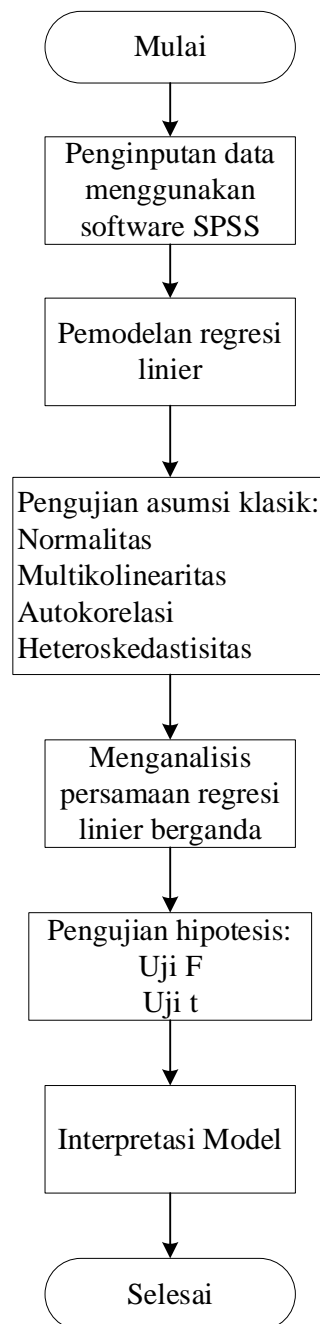 Mulai
Penginputan data
menggunakan
software SPSS
Pemodelan regresi
linier
Pengujian asumsi klasik:
Normalitas
Multikolinearitas
Autokorelasi
Heteroskedastisitas
Menganalisis
persamaan regresi
linier berganda
Pengujian hipotesis:
Uji F
Uji t
Interpretasi Model
Selesai